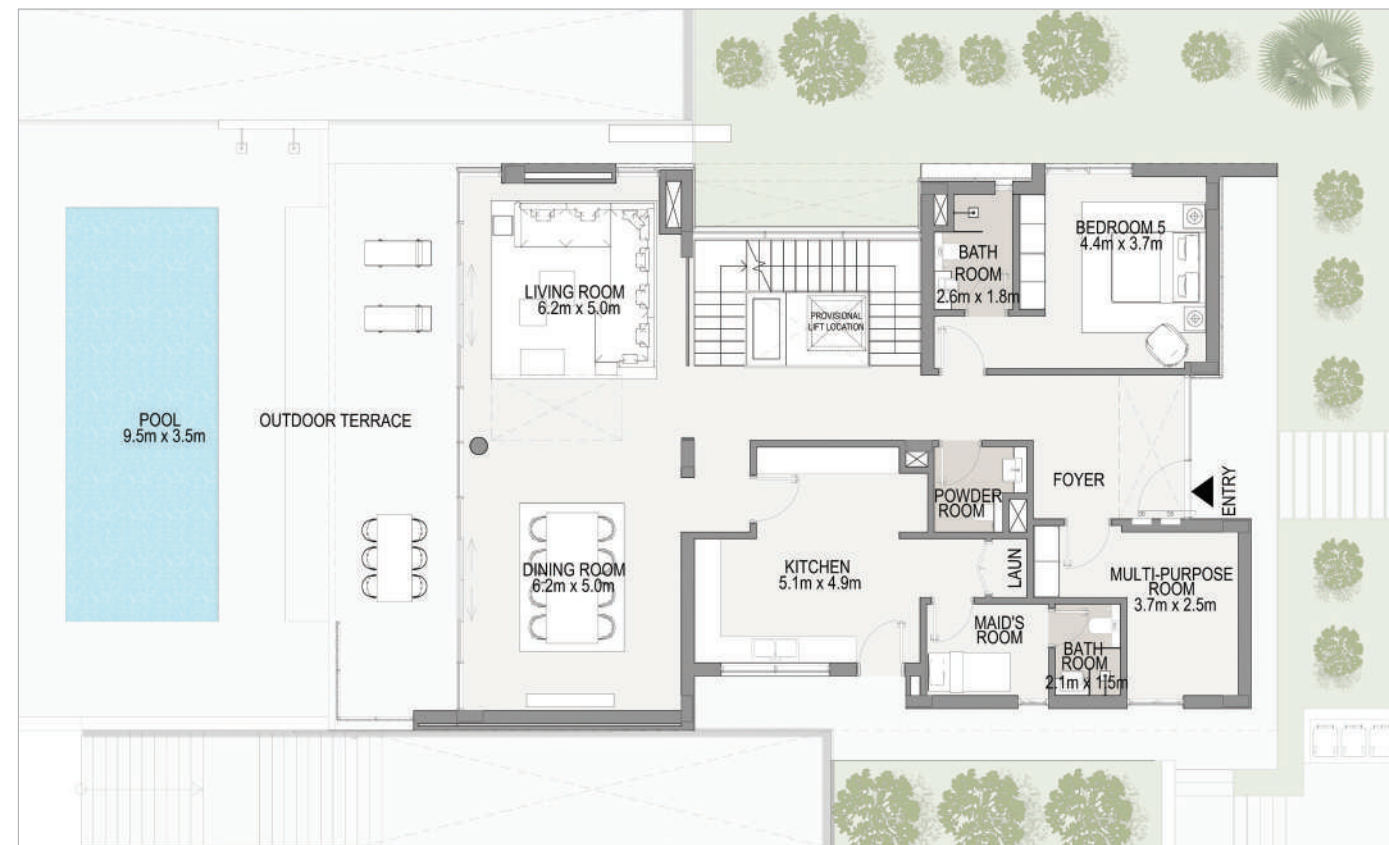 BEDROOM 5
4.4m x 3.7m
BATH
ROOM
2.6m x 1.8m
LIVING ROOM
6.2m x 5.0m
PROVISIONAL
LIFT LOCATION
POOL
9.5m x 3.5m
OUTDOOR TERRACE
FOYER
ENTRY
POWDER
ROOM
DINING ROOM
6.2m x 5.0m
KITCHEN
5.1m x 4.9m
LAUN
MULTI-PURPOSE
ROOM
3.7m x 2.5m
MAID'S
ROOM
BATH
ROOM
2.1m x 1.5m